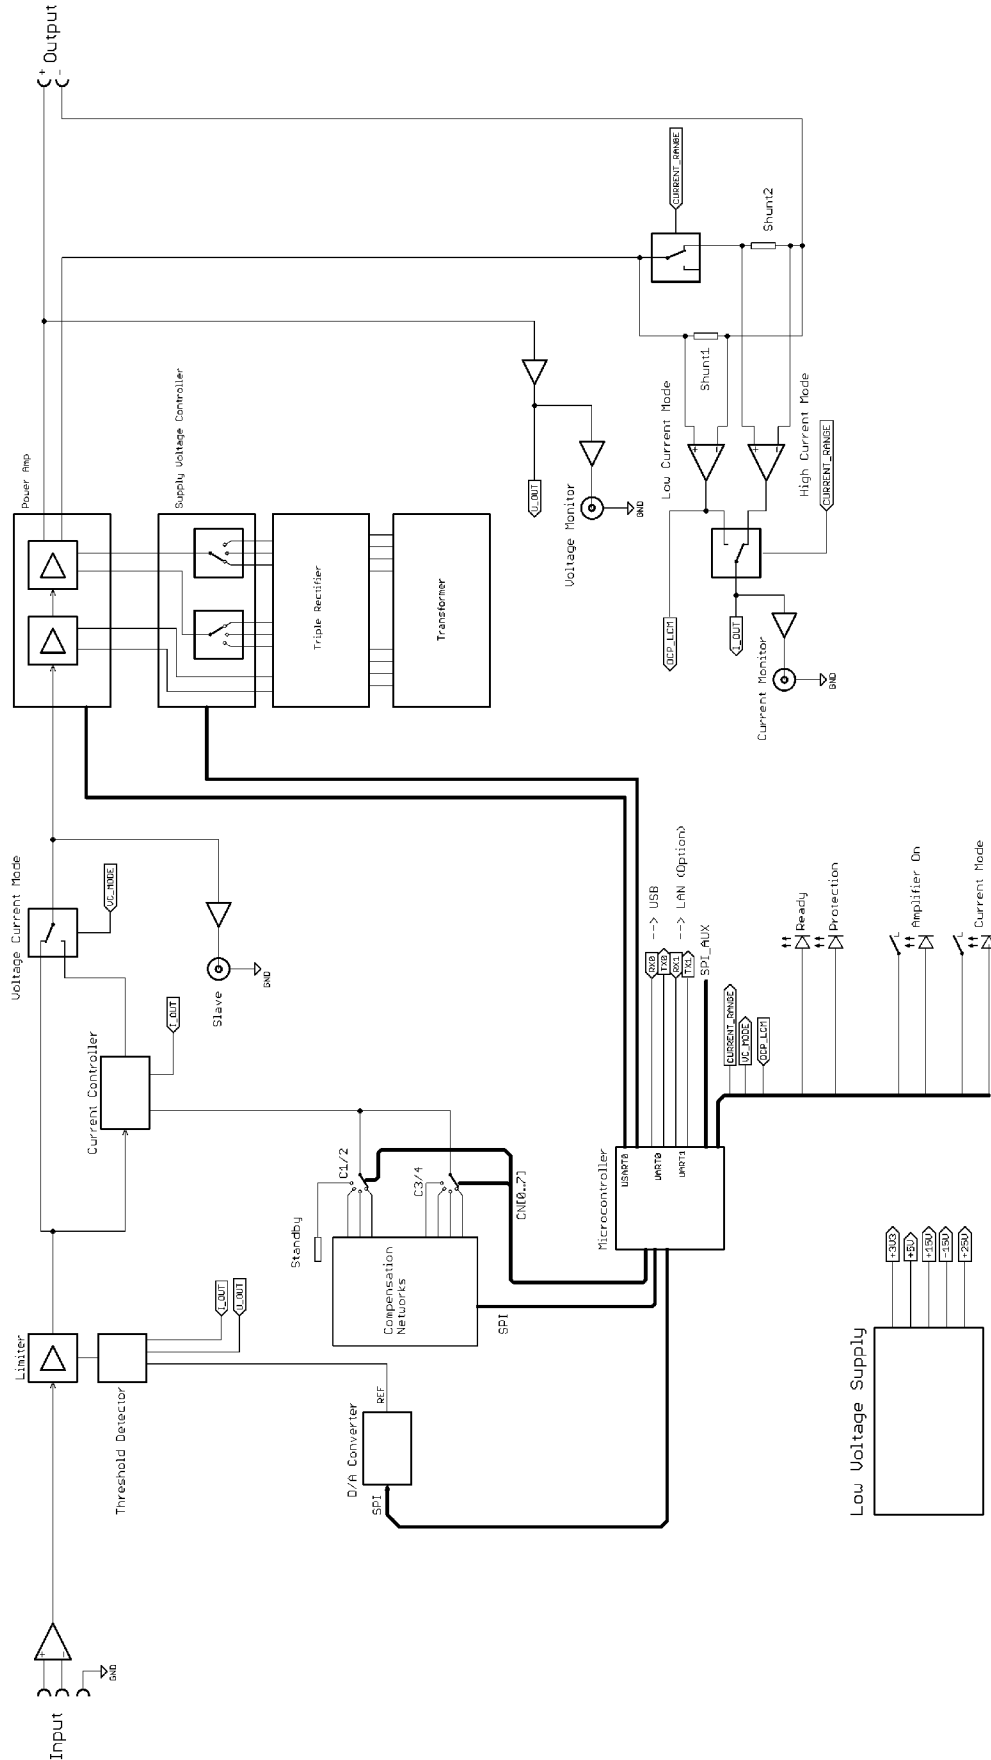 Input
GND
Limiter
Threshold Detector
I_OUT
U_OUT
D/A Converter
REF
SPI
Standby
C1/2
C3/4
Compensation
Networks
SPI
CN[0..7]
Current Controller
I_OUT
Voltage Current Mode
VC_MODE
Slave
GND
Microcontroller
USART0
UART0
UART1
RX0
TX0
RX1
TX1
--> USB
--> LAN (Option)
SPI_AUX
CURRENT_RANGE
VC_MODE
OCP_LCM
Ready
Protection
Amplifier On
Current Mode
Low Voltage Supply
+3V3
+5V
+15V
-15V
+25V
Power Amp
Supply Voltage Controller
Triple Rectifier
Transformer
U_OUT
Voltage Monitor
GND
Output
+
-
CURRENT_RANGE
Shunt2
Shunt1
Low Current Mode
High Current Mode
CURRENT_RANGE
OCP_LCM
I_OUT
Current Monitor
GND